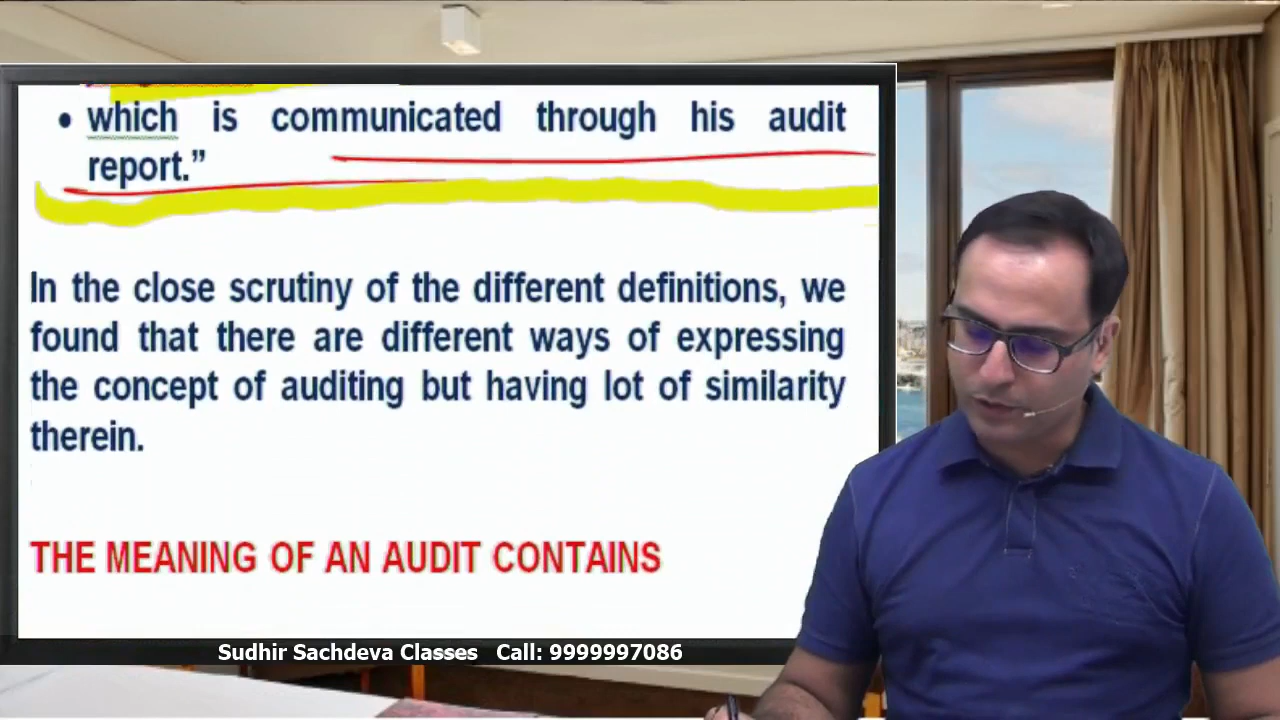 • which is communicated through his audit
report.”
In the close scrutiny of the different definitions, we
found that there are different ways of expressing
the concept of auditing but having lot of similarity
therein.
THE MEANING OF AN AUDIT CONTAINS
Sudhir Sachdeva Classes Call: 9999997086